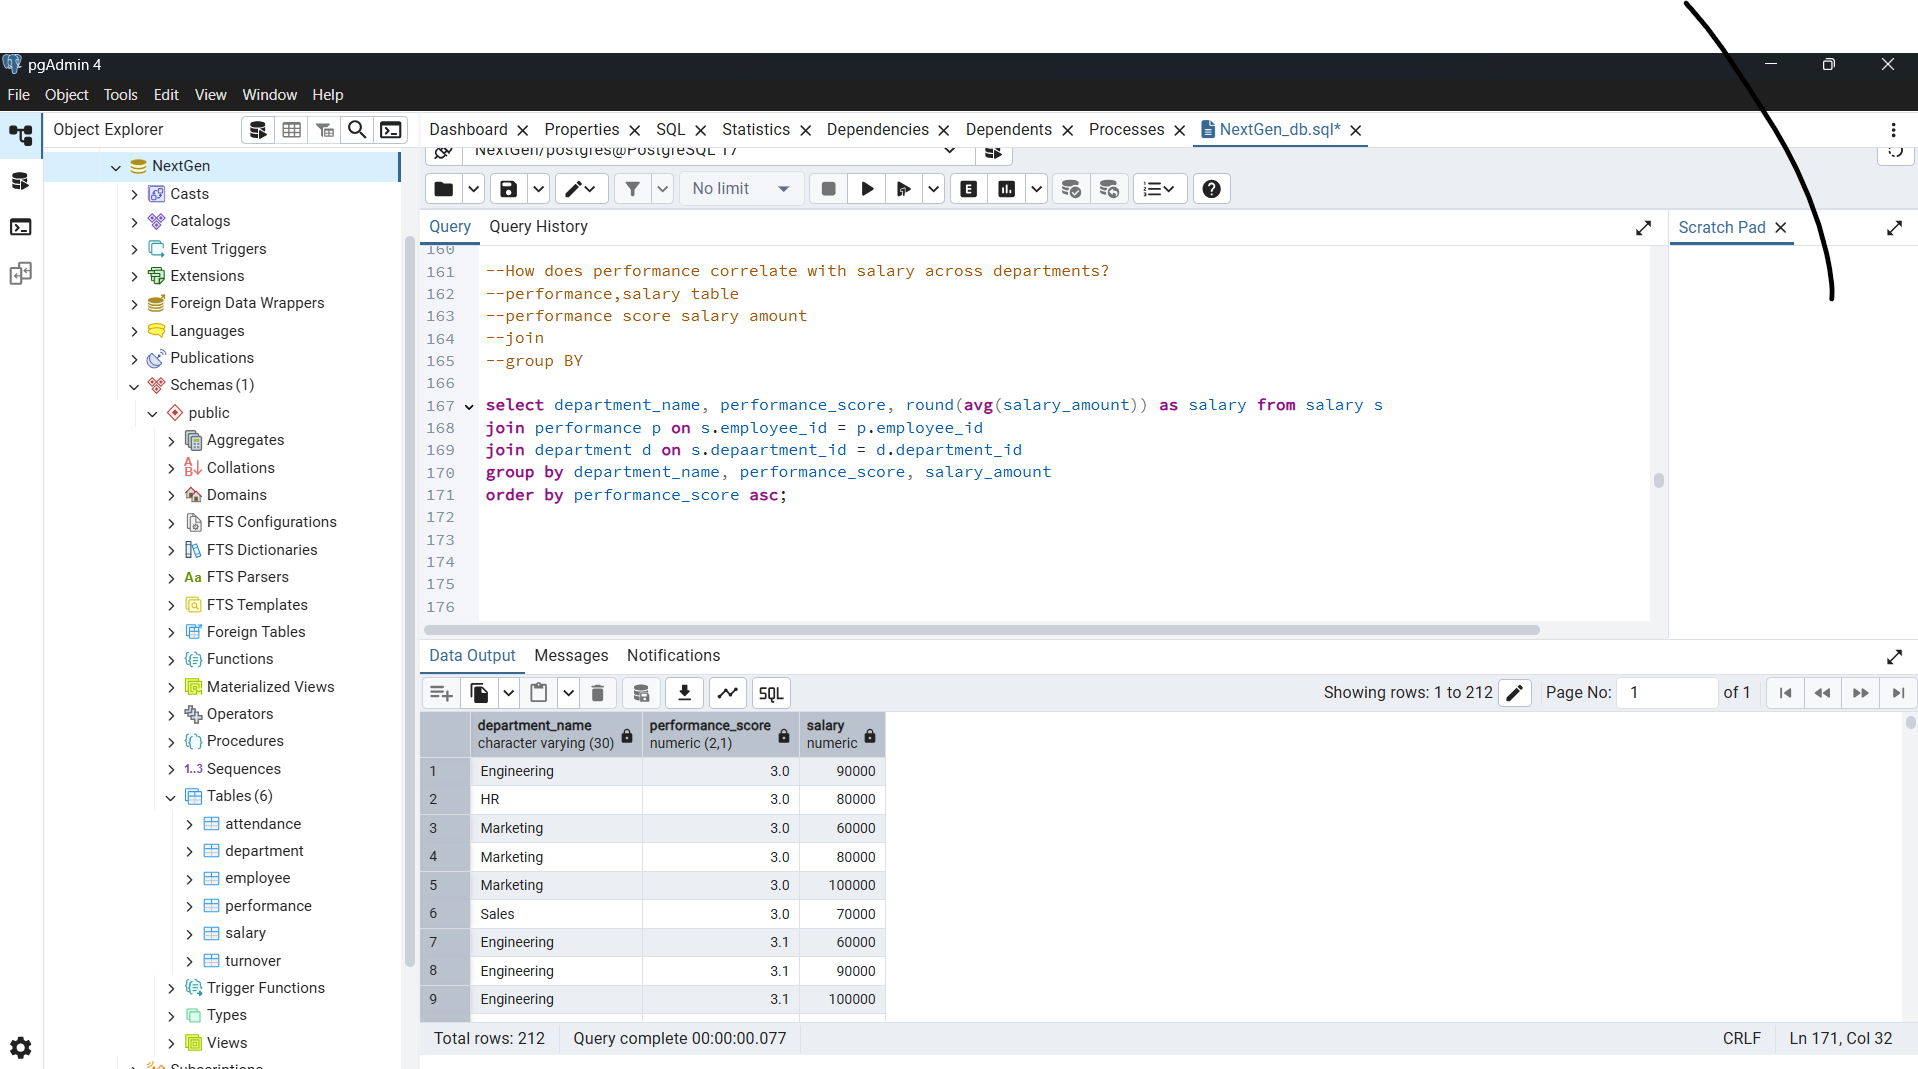 pgAdmin 4
File Object Tools Edit View Window Help
Object Explorer
Dashboard Properties SQL Statistics Dependencies Dependents Processes NextGen_db.sql*
NextGen/postgres@PostgreSQL 17
No limit
Query Query History
Scratch Pad
NextGen
Casts
Catalogs
Event Triggers
Extensions
Foreign Data Wrappers
Languages
Publications
Schemas (1)
public
Aggregates
Collations
Domains
FTS Configurations
FTS Dictionaries
Aa FTS Parsers
FTS Templates
Foreign Tables
Functions
Materialized Views
Operators
Procedures
1..3 Sequences
Tables (6)
attendance
department
employee
performance
salary
turnover
Trigger Functions
Types
Views
Subscriptions
160
161 --How does performance correlate with salary across departments?
162 --performance,salary table
163 --performance score salary amount
164 --join
165 --group BY
166
167 select department_name, performance_score, round(avg(salary_amount)) as salary from salary s
168 join performance p on s.employee_id = p.employee_id
169 join department d on s.depaartment_id = d.department_id
170 group by department_name, performance_score, salary_amount
171 order by performance_score asc;
172
173
174
175
176
Data Output Messages Notifications
SQL
Showing rows: 1 to 212 Page No: 1 of 1
department_name performance_score salary
character varying (30) numeric (2,1) numeric
1 Engineering 3.0 90000
2 HR 3.0 80000
3 Marketing 3.0 60000
4 Marketing 3.0 80000
5 Marketing 3.0 100000
6 Sales 3.0 70000
7 Engineering 3.1 60000
8 Engineering 3.1 90000
9 Engineering 3.1 100000
Total rows: 212 Query complete 00:00:00.077 CRLF Ln 171, Col 32